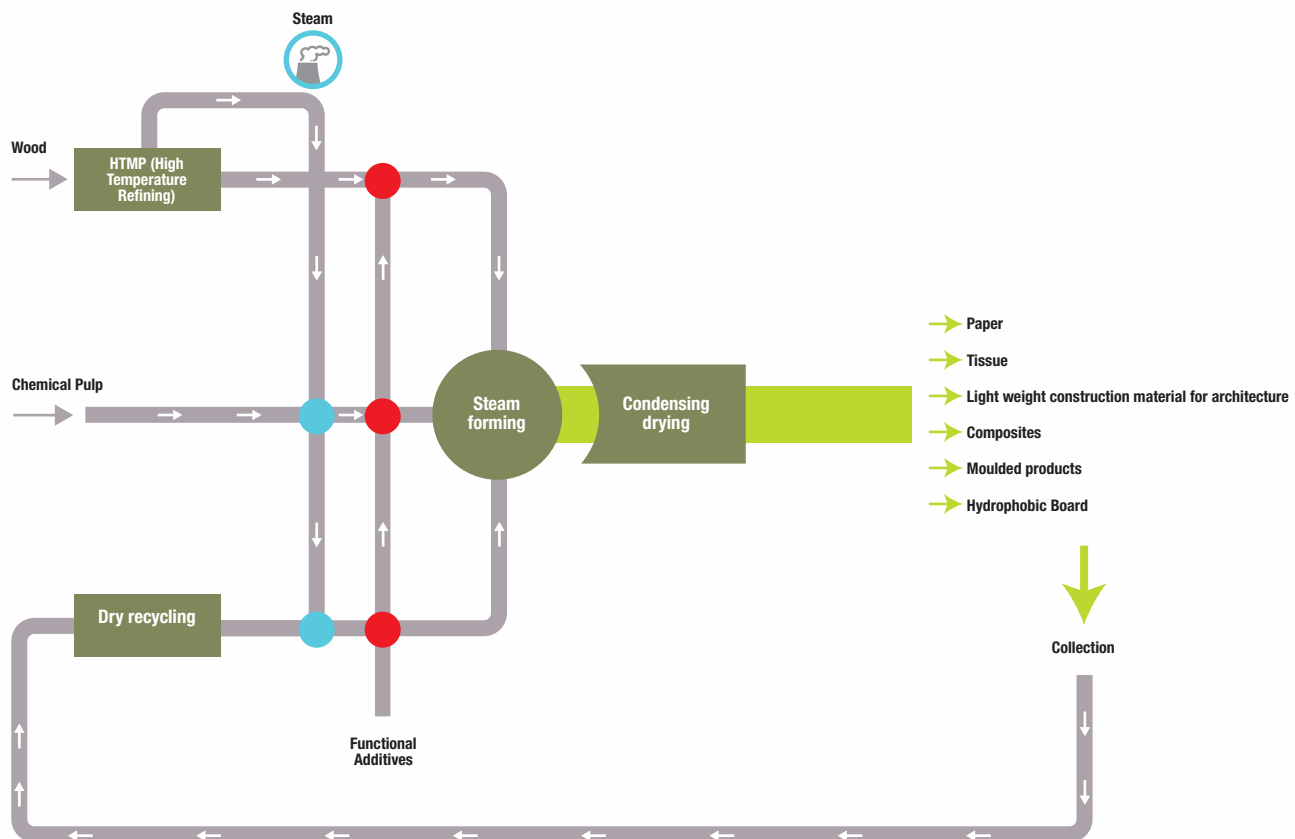 Steam
Wood
HTMP (High
Temperature
Refining)
Paper
Tissue
Chemical Pulp
Steam
forming
Condensing
drying
Light weight construction material for architecture
Composites
Moulded products
Hydrophobic Board
Dry recycling
Collection
Functional
Additives